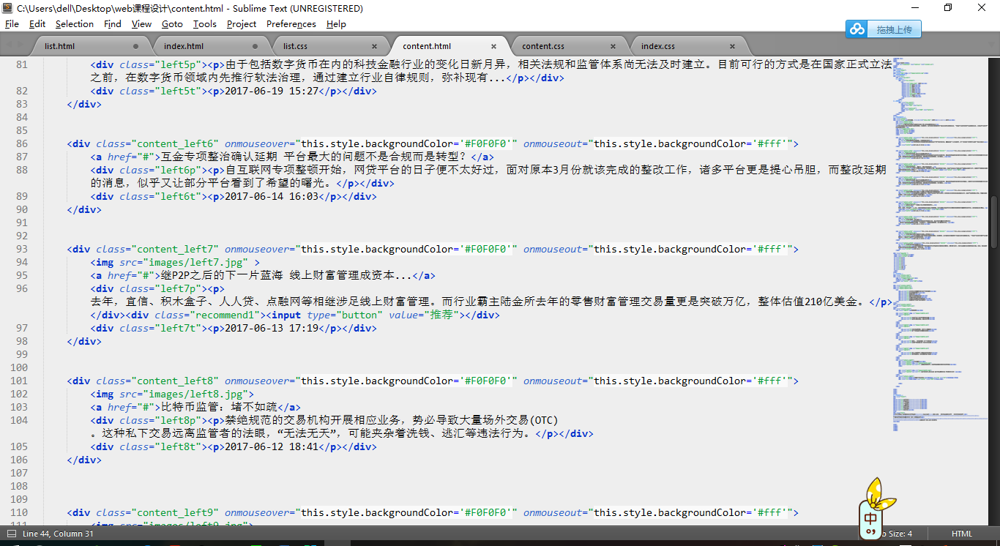 C:\Users\dell\Desktop\web课程设计\content.html - Sublime Text (UNREGISTERED)
File Edit Selection Find View Goto Tools Project Preferences Help
拖拽上传
list.html index.html list.css content.html content.css index.css
81 <div class="left5p"><p>由于包括数字货币在内的科技金融行业的变化日新月异，相关法规和监管体系尚无法及时建立。目前可行的方式是在国家正式立法
之前，在数字货币领域内先推行软法治理，通过建立行业自律规则，弥补现有...</p></div>
82 <div class="left5t"><p>2017-06-19 15:27</p></div>
83 </div>
84
85
86 <div class="content_left6" onmouseover="this.style.backgroundColor='#F0F0F0'" onmouseout="this.style.backgroundColor='#fff'">
87 <a href="#">互金专项整治确认延期 平台最大的问题不是合规而是转型？</a>
88 <div class="left6p"><p>自互联网专项整顿开始，网贷平台的日子便不太好过，面对原本3月份就该完成的整改工作，诸多平台更是提心吊胆，而整改延期
的消息，似乎又让部分平台看到了希望的曙光。</p></div>
89 <div class="left6t"><p>2017-06-14 16:03</p></div>
90 </div>
91
92
93 <div class="content_left7" onmouseover="this.style.backgroundColor='#F0F0F0'" onmouseout="this.style.backgroundColor='#fff'">
94 <img src="images/left7.jpg" >
95 <a href="#">继P2P之后的下一片蓝海 线上财富管理成资本...</a>
96 <div class="left7p"><p>
去年，宜信、积木盒子、人人贷、点融网等相继涉足线上财富管理。而行业霸主陆金所去年的零售财富管理交易量更是突破万亿，整体估值210亿美金。</p>
</div><div class="recommend1"><input type="button" value="推荐"></div>
97 <div class="left7t"><p>2017-06-13 17:19</p></div>
98 </div>
99
100
101 <div class="content_left8" onmouseover="this.style.backgroundColor='#F0F0F0'" onmouseout="this.style.backgroundColor='#fff'">
102 <img src="images/left8.jpg">
103 <a href="#">比特币监管：堵不如疏</a>
104 <div class="left8p"><p>禁绝规范的交易机构开展相应业务，势必导致大量场外交易(OTC)
。这种私下交易远离监管者的法眼，“无法无天”，可能夹杂着洗钱、逃汇等违法行为。</p></div>
105 <div class="left8t"><p>2017-06-12 18:41</p></div>
106 </div>
107
108
109
110 <div class="content_left9" onmouseover="this.style.backgroundColor='#F0F0F0'" onmouseout="this.style.backgroundColor='#fff'">
111 <img src="images/left9.jpg">
中
Line 44, Column 31 Size: 4 HTML